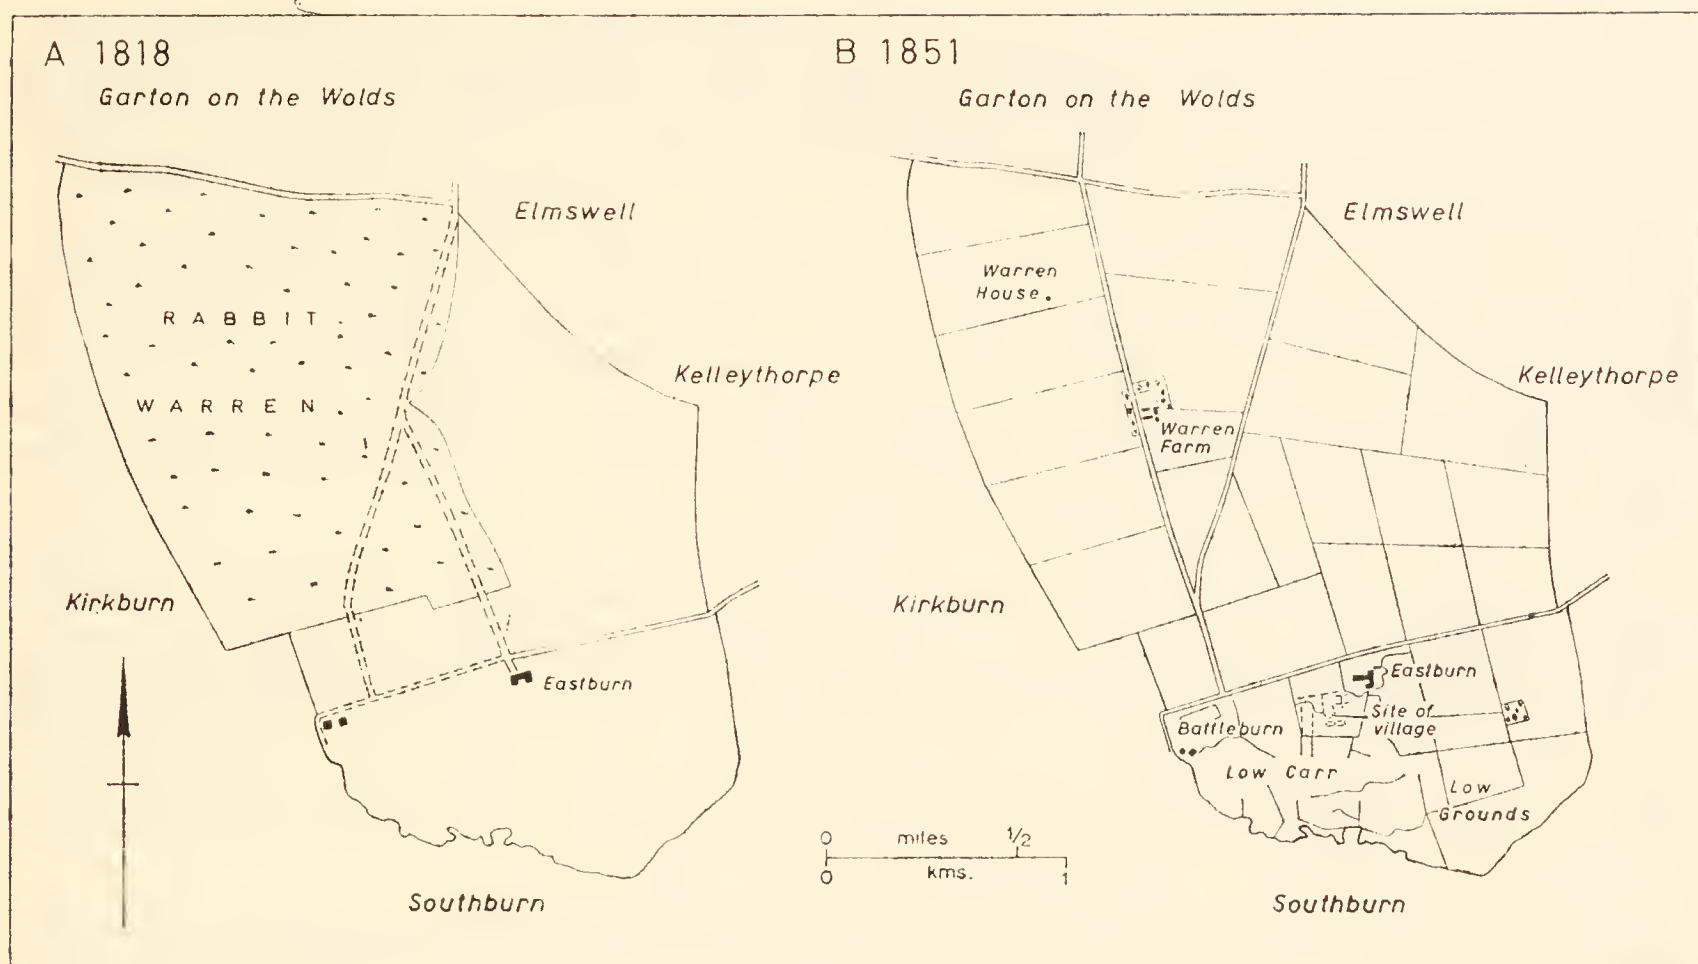 A 1818
Garton on the Wolds
Elmswell
RABBIT
WARREN
Kelleythorpe
Kirkburn
Eastburn
Southburn
B 1851
Garton on the Wolds
Elmswell
Warren
House
Kelleythorpe
Warren
Farm
Kirkburn
Eastburn
Site of
village
Battleburn
Low Carr
Low
Grounds
Southburn
0 miles 1/2
0 kms. 1